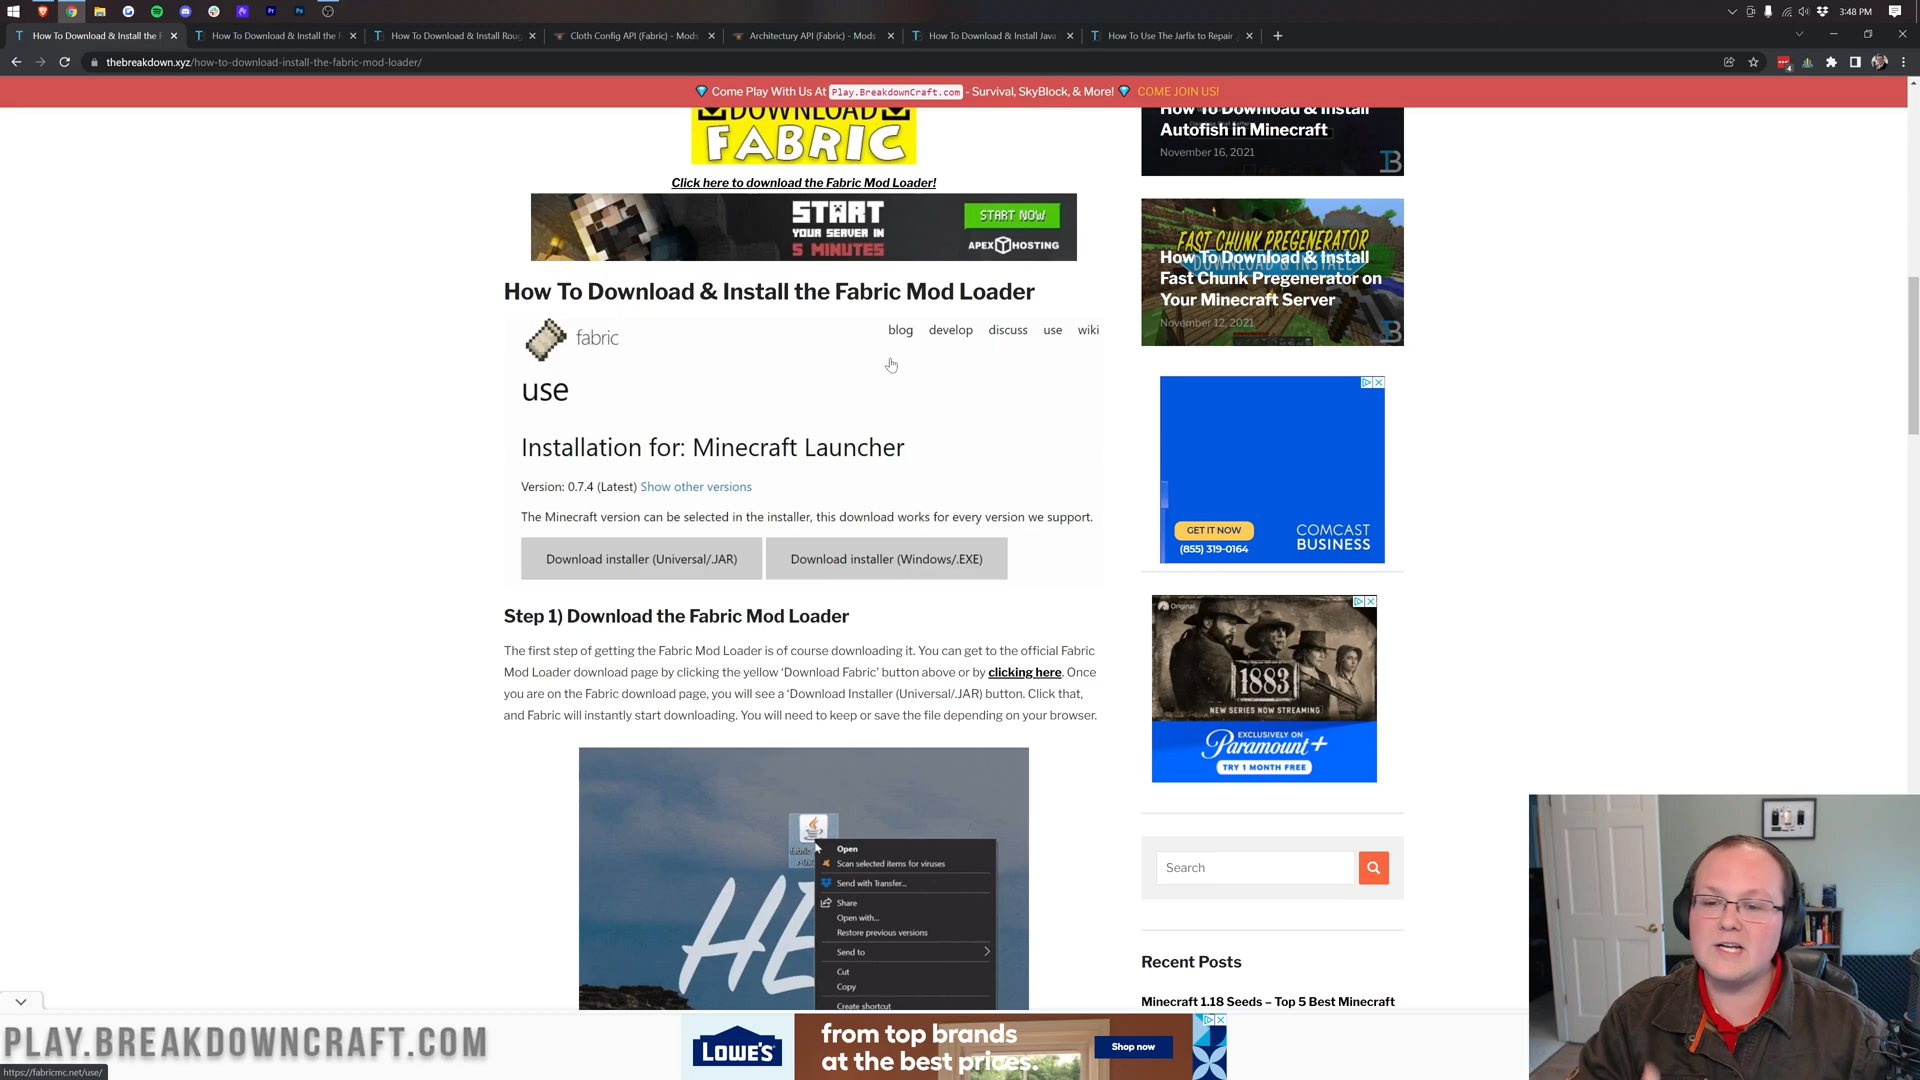 3:48 PM
How To Download & Install the F
How To Download & Install the F
How To Download & Install Roug
Cloth Config API (Fabric) - Mods
Architectury API (Fabric) - Mods
How To Download & Install Java
How To Use The Jarfix to Repair
thebreakdown.xyz/how-to-download-install-the-fabric-mod-loader/
Come Play With Us At Play.BreakdownCraft.com - Survival, SkyBlock, & More! COME JOIN US!
DOWNLOAD
FABRIC
Click here to download the Fabric Mod Loader!
START
YOUR SERVER IN
5 MINUTES
START NOW
APEX HOSTING
How To Download & Install the Fabric Mod Loader
fabric
blog develop discuss use wiki
use
Installation for: Minecraft Launcher
Version: 0.7.4 (Latest) Show other versions
The Minecraft version can be selected in the installer, this download works for every version we support.
Download installer (Universal/.JAR)
Download installer (Windows/.EXE)
Step 1) Download the Fabric Mod Loader
The first step of getting the Fabric Mod Loader is of course downloading it. You can get to the official Fabric
Mod Loader download page by clicking the yellow ‘Download Fabric’ button above or by clicking here. Once
you are on the Fabric download page, you will see a ‘Download Installer (Universal/.JAR) button. Click that,
and Fabric will instantly start downloading. You will need to keep or save the file depending on your browser.
HE
Open
Scan selected items for viruses
Send with Transfer...
Share
Open with...
Restore previous versions
Send to
Cut
Copy
Create shortcut
How To Download & Install
Autofish in Minecraft
November 16, 2021
FAST CHUNK PREGENERATOR
DOWNLOAD & INSTALL
How To Download & Install
Fast Chunk Pregenerator on
Your Minecraft Server
November 12, 2021
GET IT NOW
(855) 319-0164
COMCAST
BUSINESS
Original
1883
NEW SERIES NOW STREAMING
EXCLUSIVELY ON
Paramount+
TRY 1 MONTH FREE
Search
Recent Posts
Minecraft 1.18 Seeds – Top 5 Best Minecraft
PLAY.BREAKDOWNCRAFT.COM
https://fabricmc.net/use/
LOWE'S
from top brands
at the best prices.
Shop now